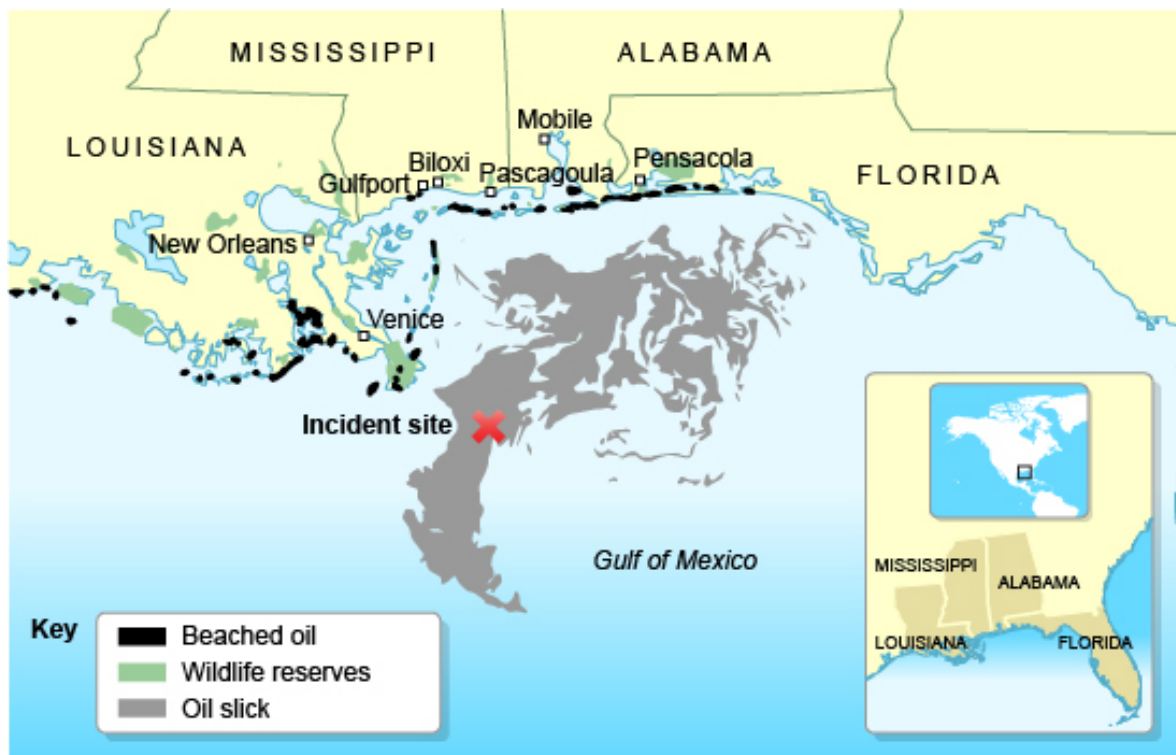 MISSISSIPPI
ALABAMA
LOUISIANA
Mobile
Biloxi
Gulfport
Pascagoula
Pensacola
FLORIDA
New Orleans
Venice
Incident site
Gulf of Mexico
MISSISSIPPI
ALABAMA
LOUISIANA
FLORIDA
Key
Beached oil
Wildlife reserves
Oil slick